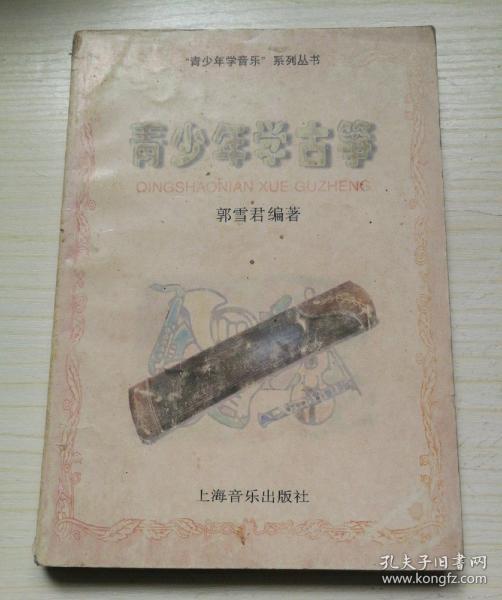 “青少年学音乐”系列丛书
青少年学古筝
QINGSHAONIAN XUE GUZHENG
郭雪君编著
上海音乐出版社
孔夫子旧书网
www.kongfz.com